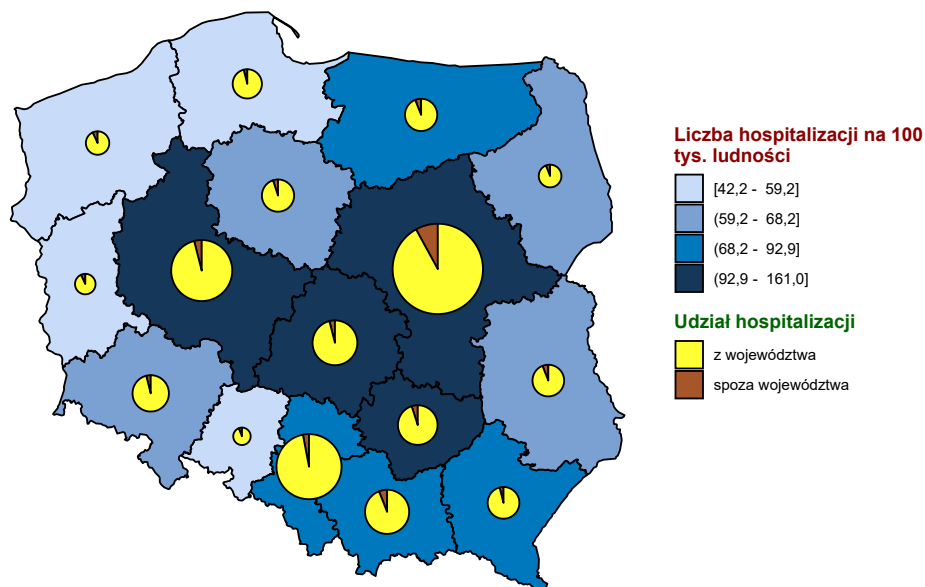 Liczba hospitalizacji na 100
tys. ludności
[42,2 - 59,2]
(59,2 - 68,2]
(68,2 - 92,9]
(92,9 - 161,0]
Udział hospitalizacji
z województwa
spoza województwa